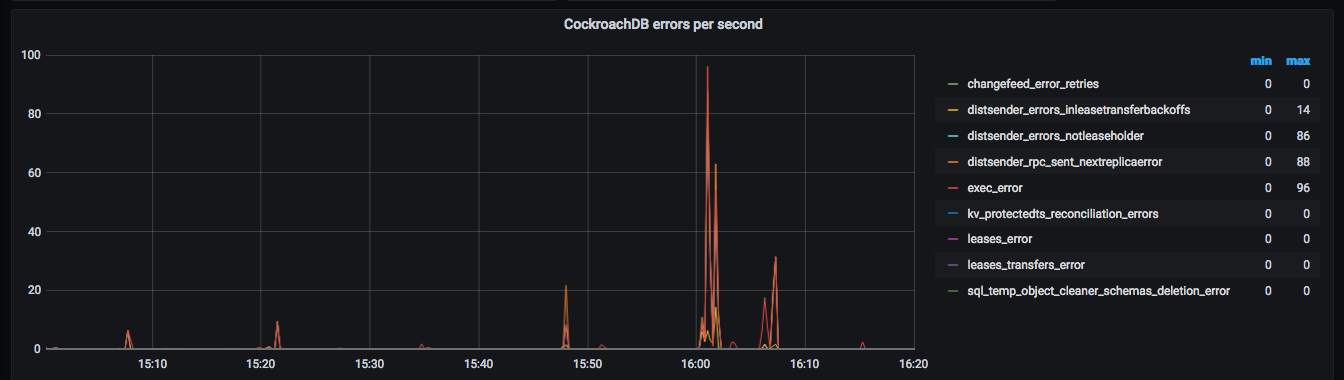 CockroachDB errors per second
min max
100
80
60
40
20
0
15:10 15:20 15:30 15:40 15:50 16:00 16:10 16:20
changefeed_error_retries 0 0
distsender_errors_inleasetransferbackoffs 0 14
distsender_errors_notleaseholder 0 86
distsender_rpc_sent_nextreplicaerror 0 88
exec_error 0 96
kv_protectedts_reconciliation_errors 0 0
leases_error 0 0
leases_transfers_error 0 0
sql_temp_object_cleaner_schemas_deletion_error 0 0